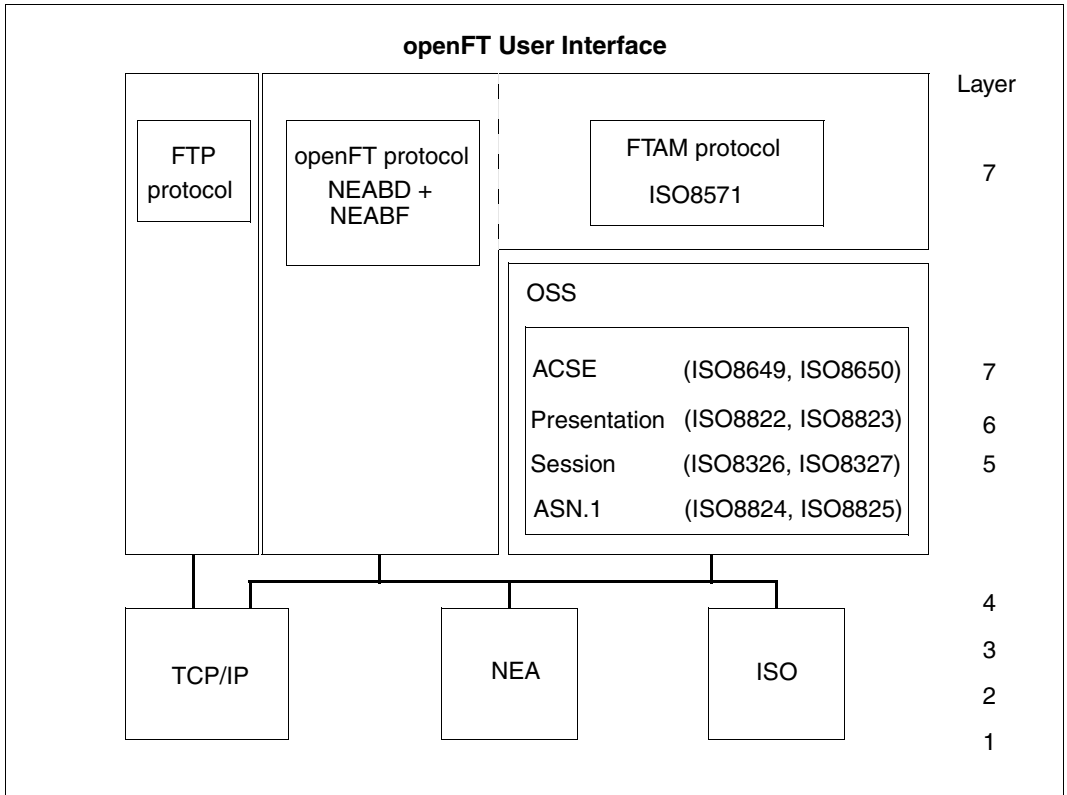 openFT User Interface
Layer
FTP
protocol
openFT protocol
NEABD +
NEABF
FTAM protocol
ISO8571
7
OSS
ACSE (ISO8649, ISO8650) 7
Presentation (ISO8822, ISO8823) 6
Session (ISO8326, ISO8327) 5
ASN.1 (ISO8824, ISO8825)
TCP/IP
NEA
ISO
4
3
2
1